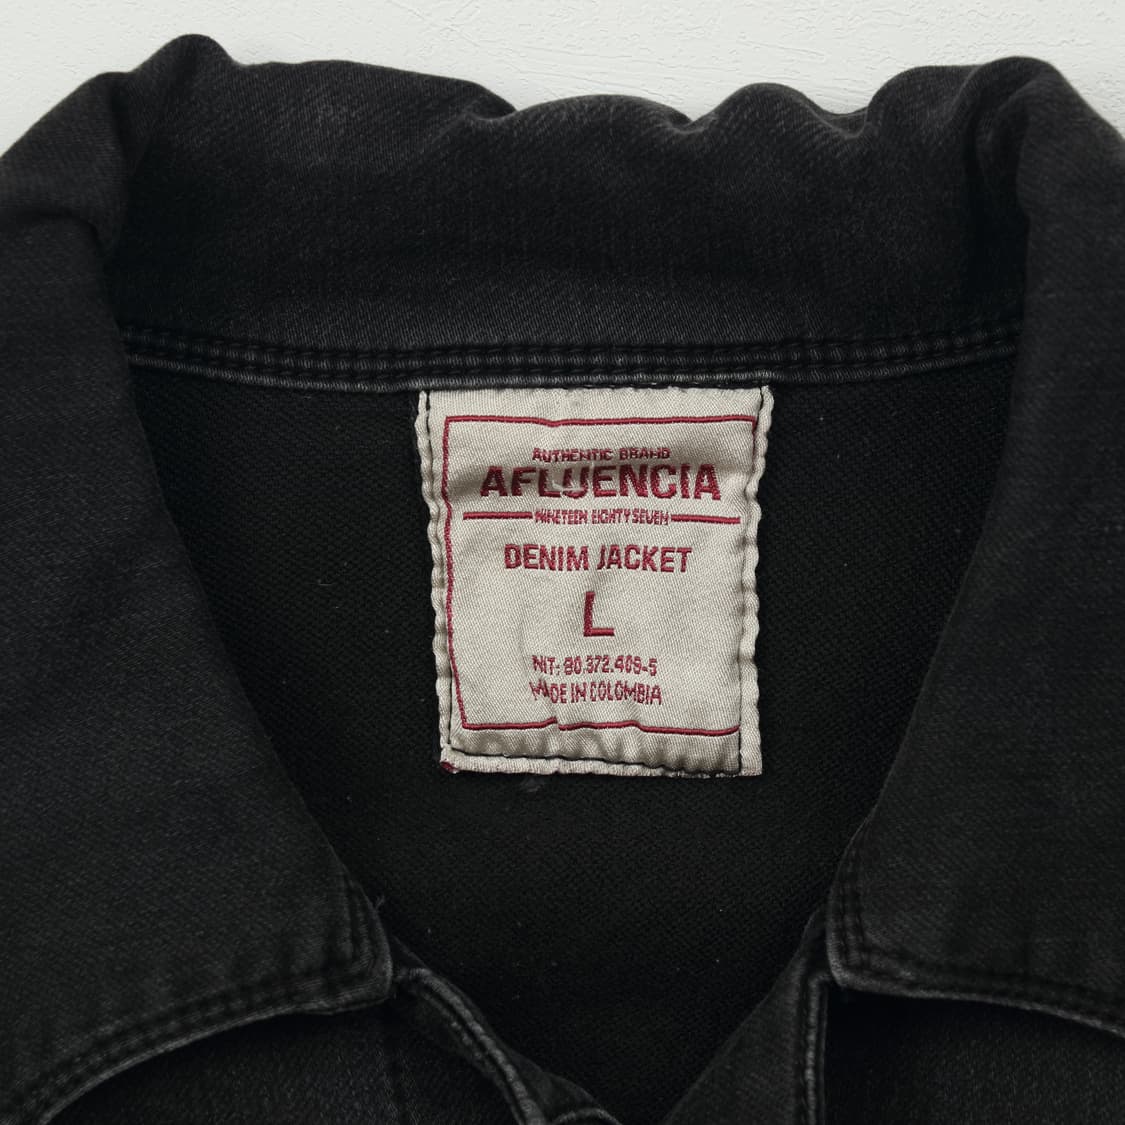 AUTHENTIC BRAND
AFLUENCIA
NINETEEN EIGHTY SEVEN
DENIM JACKET
L
NIT: 80.372.409-5
MADE IN COLOMBIA